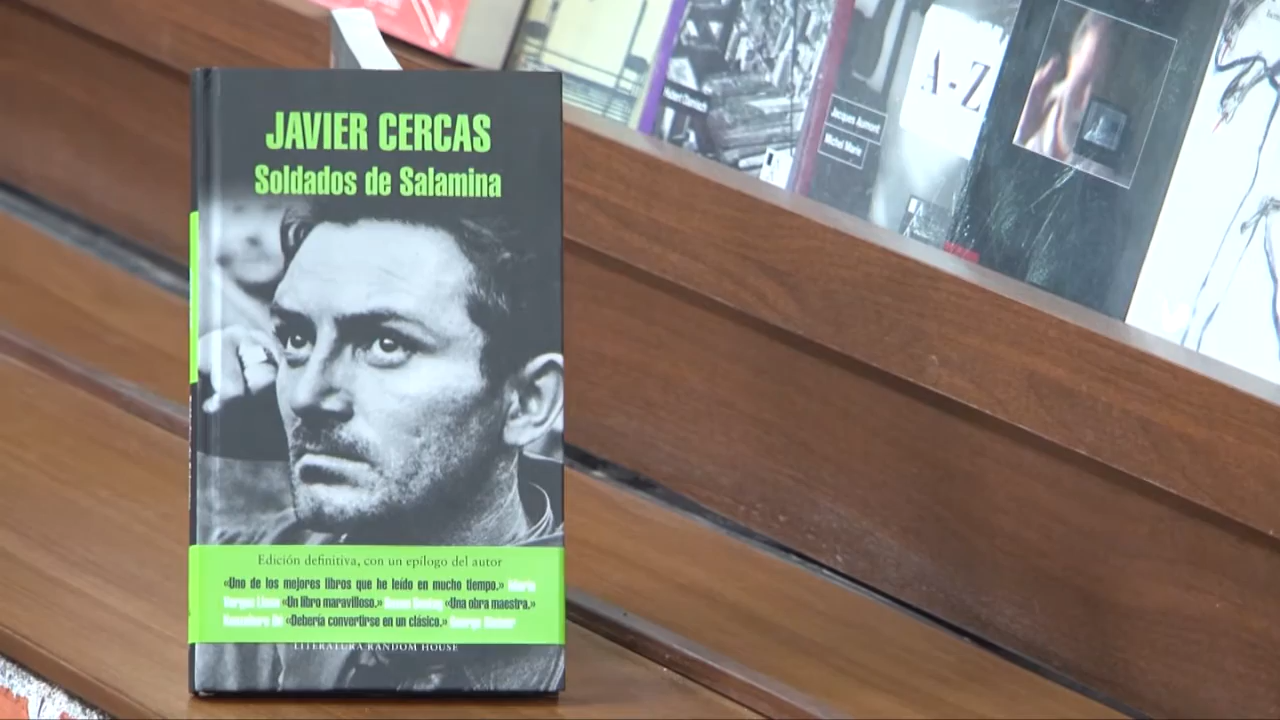 JAVIER CERCAS
Soldados de Salamina
Edición definitiva, con un epílogo del autor
«Uno de los mejores libros que he leído en mucho tiempo.» Mario
Vargas Llosa «Un libro maravilloso.» Susan Sontag «Una obra maestra.»
Kenzaburo Oé «Debería convertirse en un clásico.» George Steiner
LITERATURA RANDOM HOUSE
A-Z
Jacques Aumont
Michel Marie